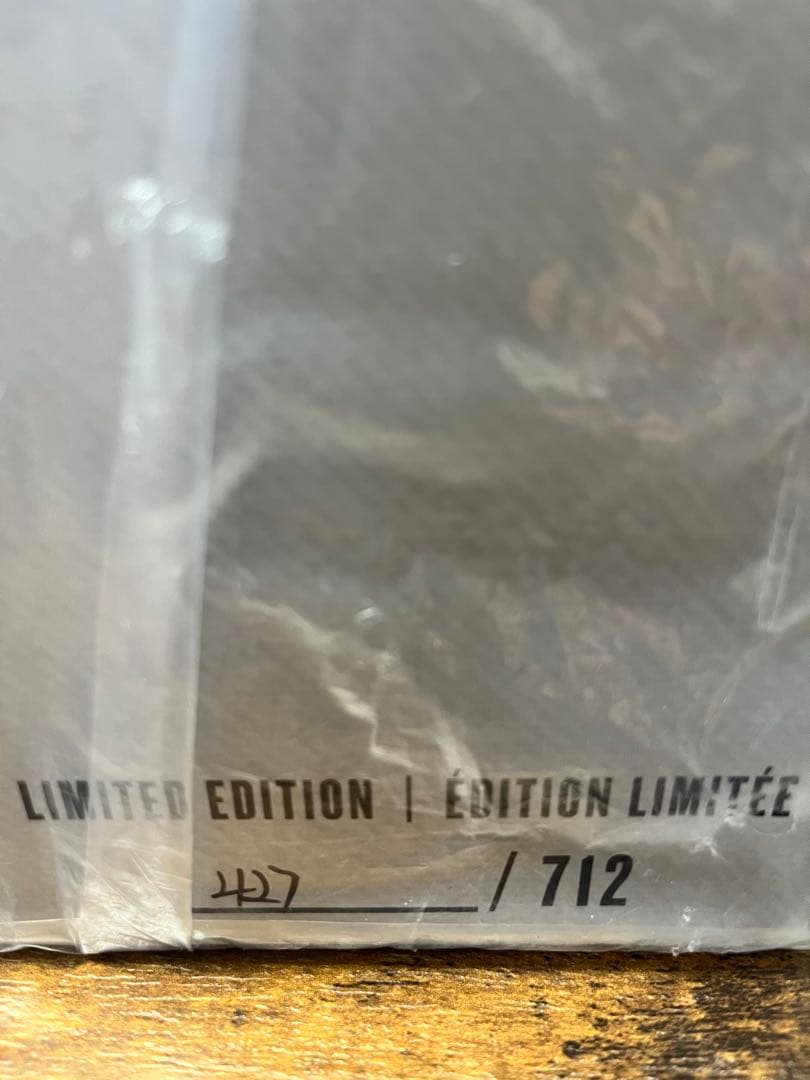 LIMITED EDITION | ÉDITION LIMITÉE
427 / 712